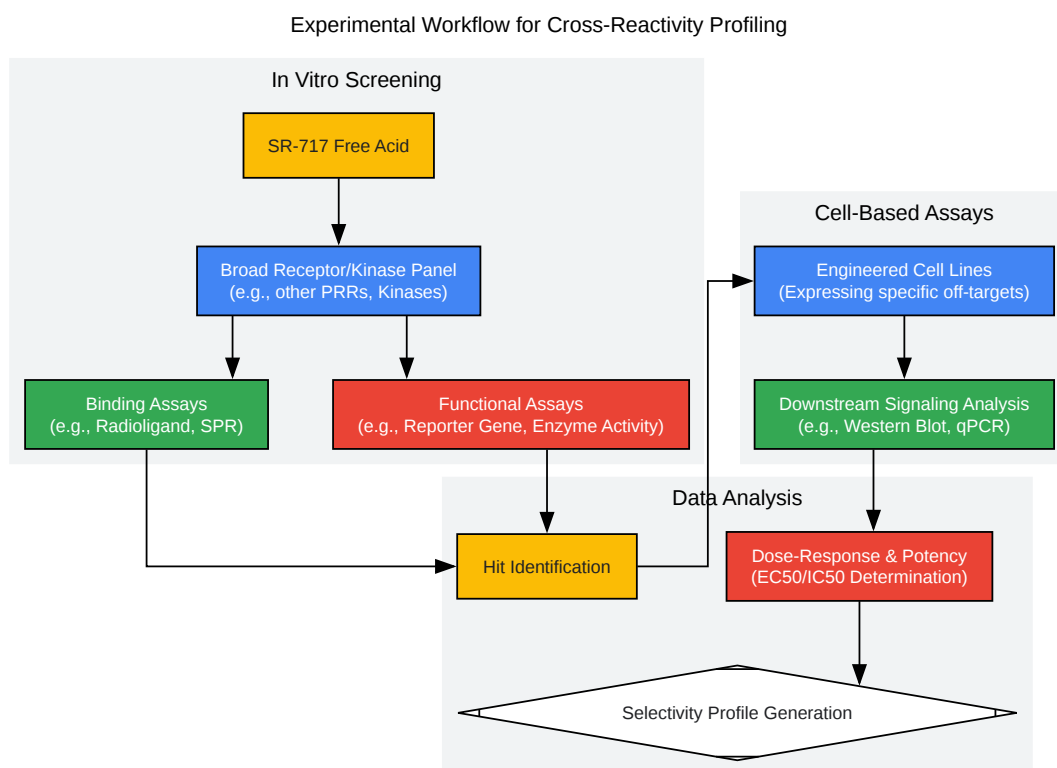 Experimental Workflow for Cross-Reactivity Profiling
In Vitro Screening
SR-717 Free Acid
Broad Receptor/Kinase Panel
(e.g., other PRRs, Kinases)
Binding Assays
(e.g., Radioligand, SPR)
Functional Assays
(e.g., Reporter Gene, Enzyme Activity)
Cell-Based Assays
Engineered Cell Lines
(Expressing specific off-targets)
Downstream Signaling Analysis
(e.g., Western Blot, qPCR)
Data Analysis
Hit Identification
Dose-Response & Potency
(EC50/IC50 Determination)
Selectivity Profile Generation